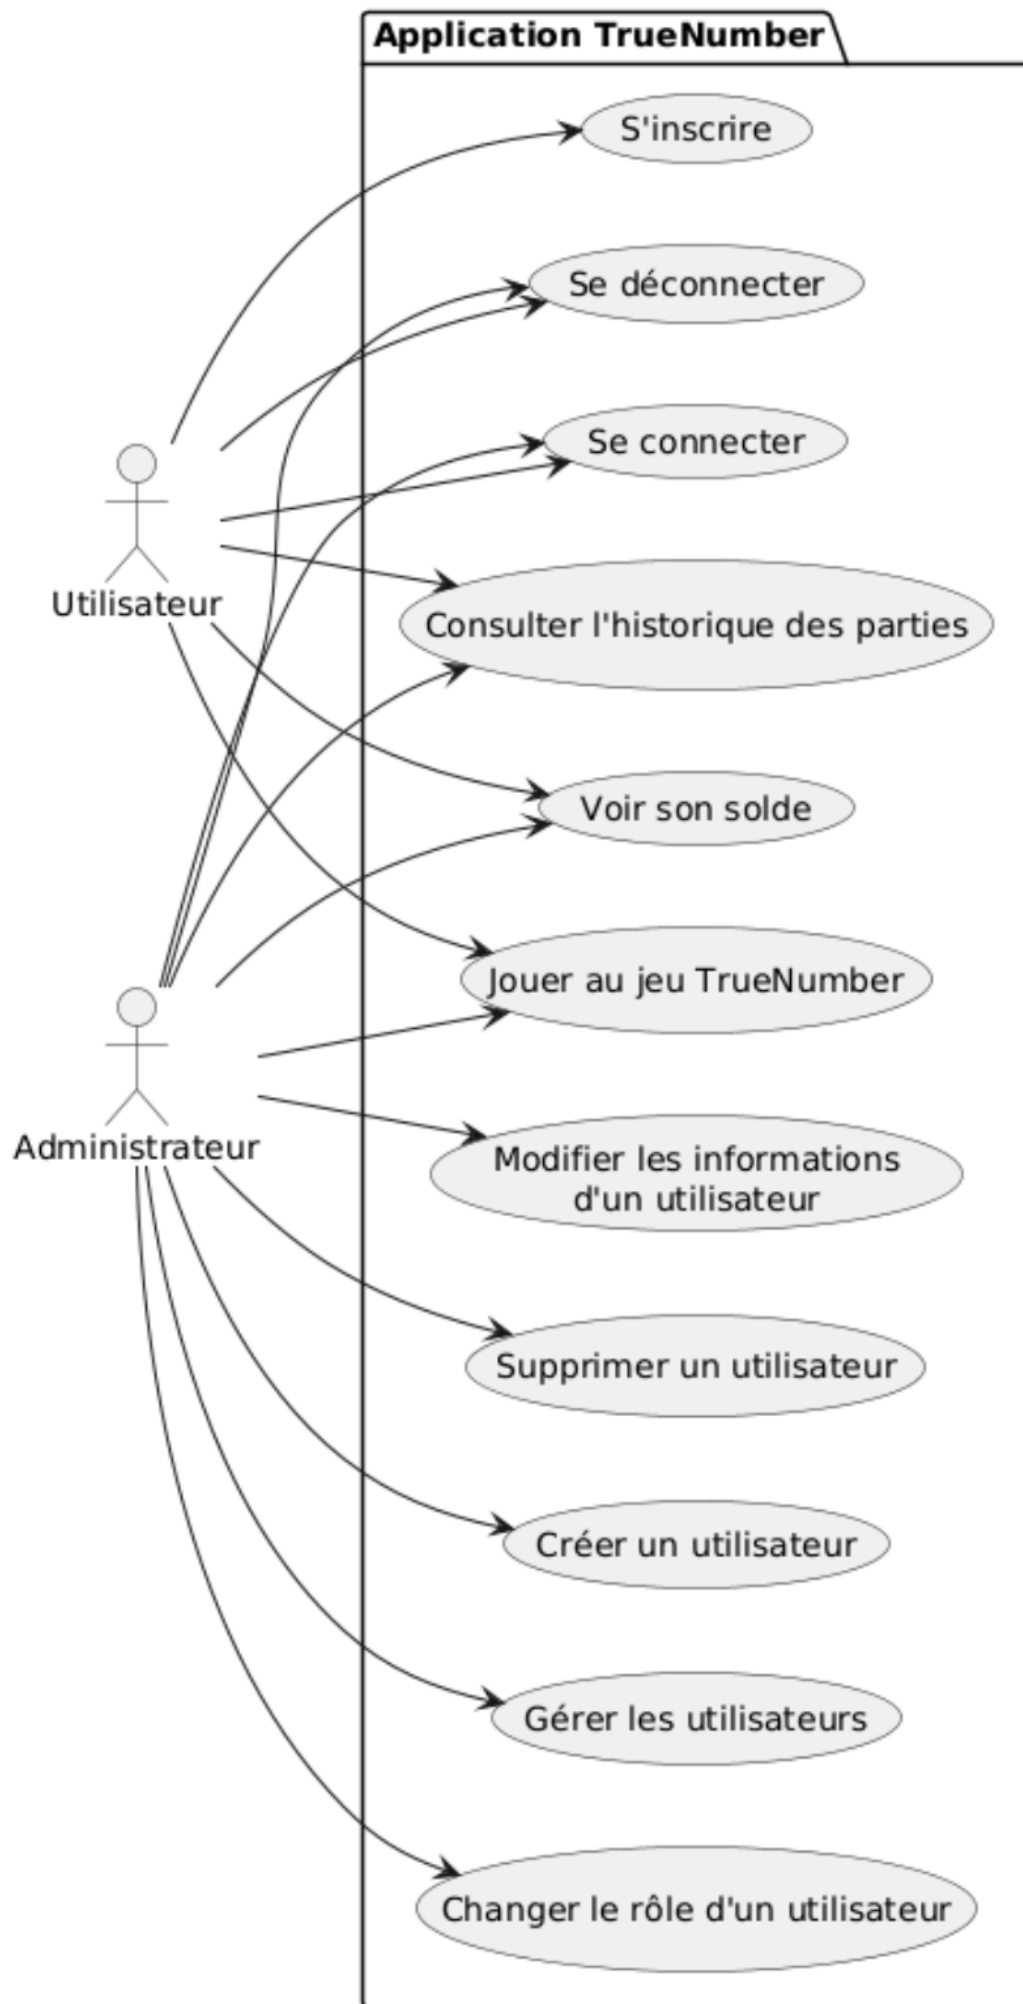 Application TrueNumber
S'inscrire
Se déconnecter
Se connecter
Utilisateur
Consulter l'historique des parties
Voir son solde
Jouer au jeu TrueNumber
Administrateur
Modifier les informations
d'un utilisateur
Supprimer un utilisateur
Créer un utilisateur
Gérer les utilisateurs
Changer le rôle d'un utilisateur